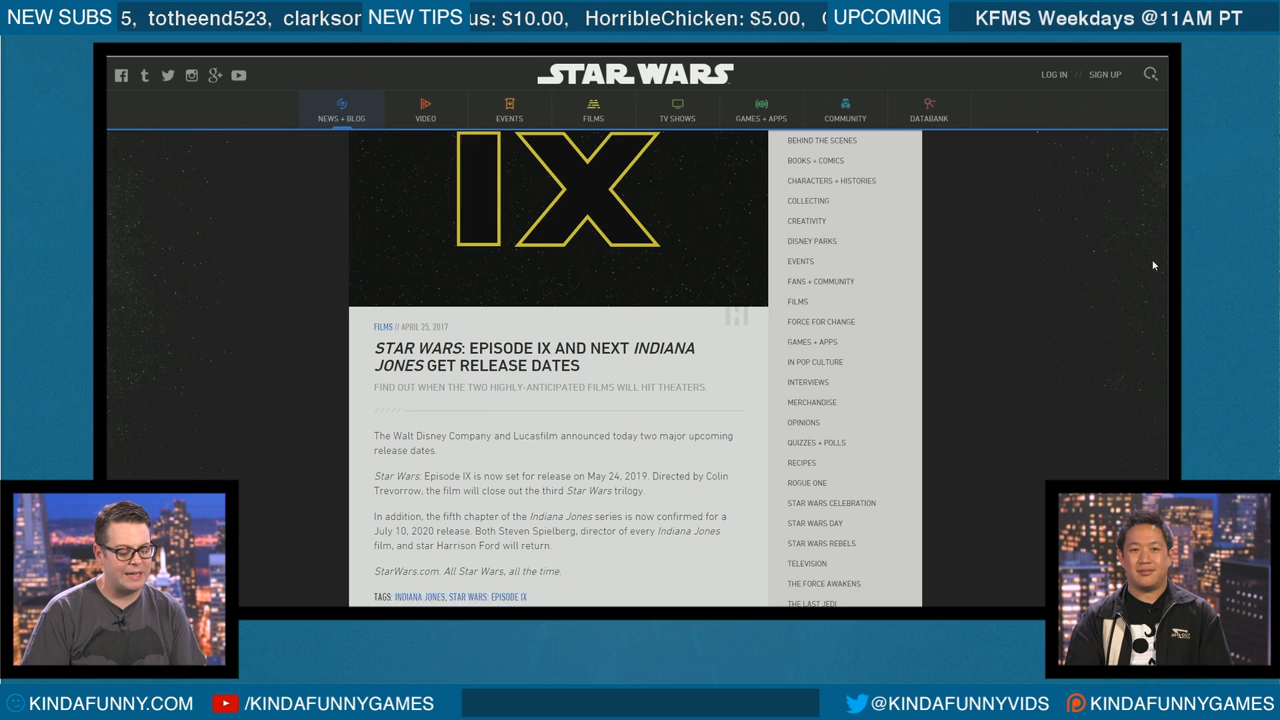 NEW SUBS 5, totheend523, clarksor NEW TIPS us: $10.00, HorribleChicken: $5.00, UPCOMING KFMS Weekdays @11AM PT
STAR WARS
LOG IN // SIGN UP
NEWS + BLOG VIDEO EVENTS FILMS TV SHOWS GAMES + APPS COMMUNITY DATABANK
IX
FILMS // APRIL 25, 2017
STAR WARS: EPISODE IX AND NEXT INDIANA
JONES GET RELEASE DATES
FIND OUT WHEN THE TWO HIGHLY-ANTICIPATED FILMS WILL HIT THEATERS.
The Walt Disney Company and Lucasfilm announced today two major upcoming
release dates.
Star Wars: Episode IX is now set for release on May 24, 2019. Directed by Colin
Trevorrow, the film will close out the third Star Wars trilogy.
In addition, the fifth chapter of the Indiana Jones series is now confirmed for a
July 10, 2020 release. Both Steven Spielberg, director of every Indiana Jones
film, and star Harrison Ford will return.
StarWars.com. All Star Wars, all the time.
TAGS: INDIANA JONES, STAR WARS: EPISODE IX
BEHIND THE SCENES
BOOKS + COMICS
CHARACTERS + HISTORIES
COLLECTING
CREATIVITY
DISNEY PARKS
EVENTS
FANS + COMMUNITY
FILMS
FORCE FOR CHANGE
GAMES + APPS
IN POP CULTURE
INTERVIEWS
MERCHANDISE
OPINIONS
QUIZZES + POLLS
RECIPES
ROGUE ONE
STAR WARS CELEBRATION
STAR WARS DAY
STAR WARS REBELS
TELEVISION
THE FORCE AWAKENS
THE LAST JEDI
KINDAFUNNY.COM /KINDAFUNNYGAMES @KINDAFUNNYVIDS KINDAFUNNYGAMES